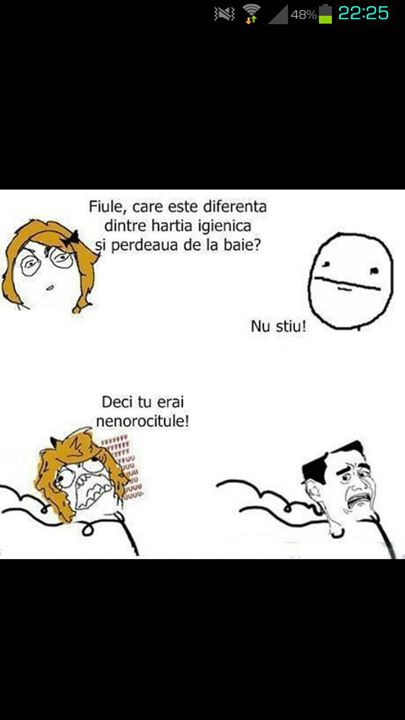 48% 22:25
Fiule, care este diferenta
dintre hartia igienica
si perdeaua de la baie?
Nu stiu!
Deci tu erai
nenorocitule!